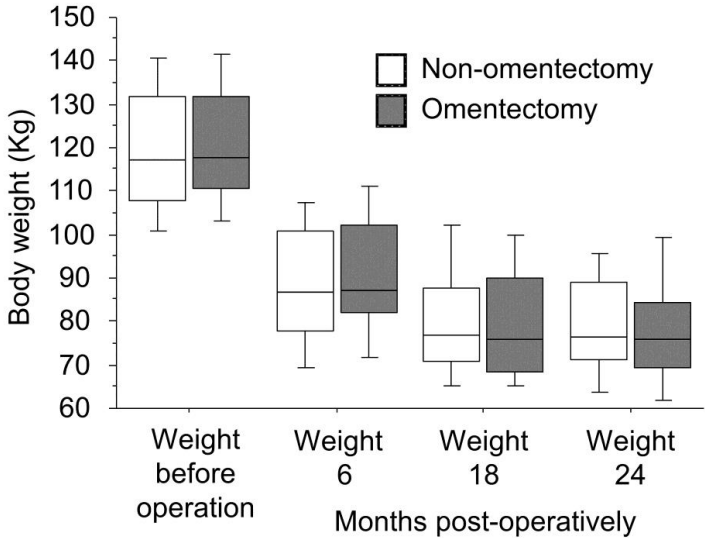 150
140
130
120
110
100
90
80
70
60
Body weight (Kg)
Non-omentectomy
Omentectomy
Weight
before
operation
Weight
6
Weight
18
Weight
24
Months post-operatively